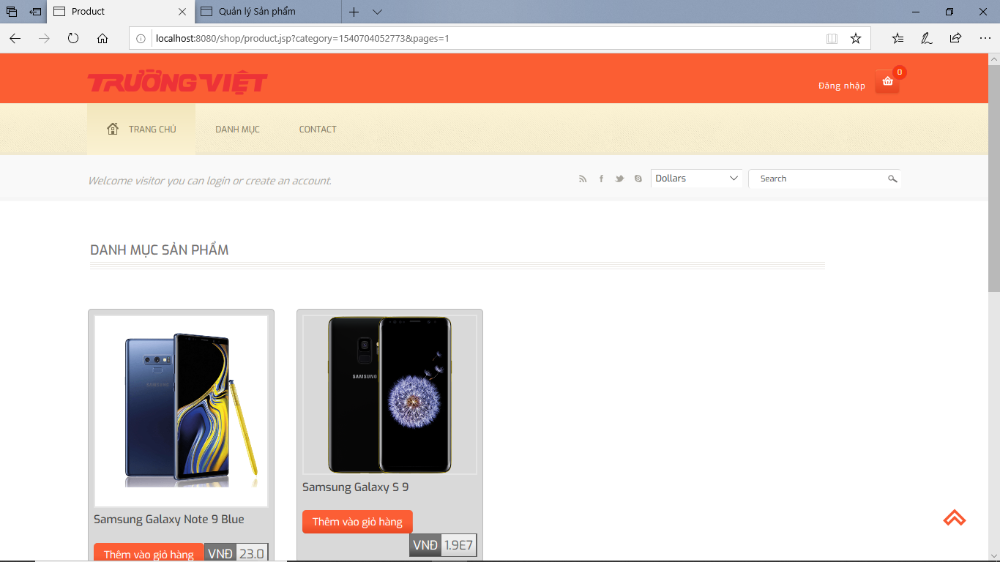 Product
Quản lý Sản phẩm
localhost:8080/shop/product.jsp?category=1540704052773&pages=1
TRƯỜNG VIỆT
Đăng nhập
0
TRANG CHỦ
DANH MỤC
CONTACT
Welcome visitor you can login or create an account.
Dollars
Search
DANH MỤC SẢN PHẨM
SAMSUNG
SAMSUNG
Samsung Galaxy Note 9 Blue
Thêm vào giỏ hàng
VNĐ 23.0
Samsung Galaxy S 9
Thêm vào giỏ hàng
VNĐ 1.9E7